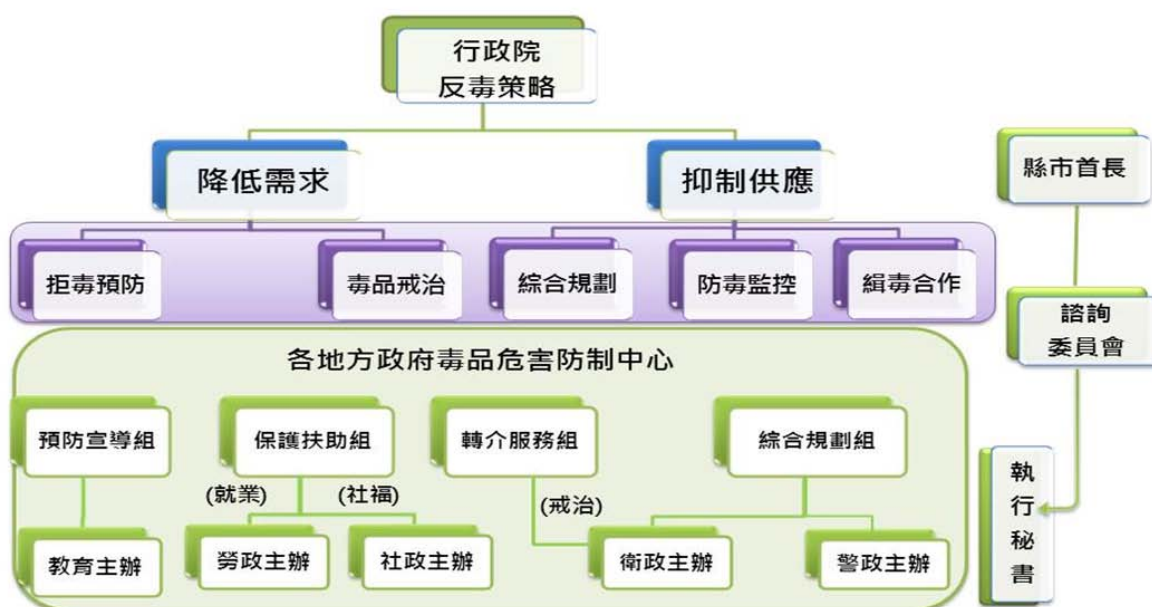 行政院
反毒策略
降低需求
抑制供應
縣市首長
拒毒預防
毒品戒治
綜合規劃
防毒監控
緝毒合作
諮詢
委員會
各地方政府毒品危害防制中心
預防宣導組
保護扶助組
轉介服務組
綜合規劃組
(就業)
(社福)
(戒治)
教育主辦
勞政主辦
社政主辦
衛政主辦
警政主辦
執行秘書